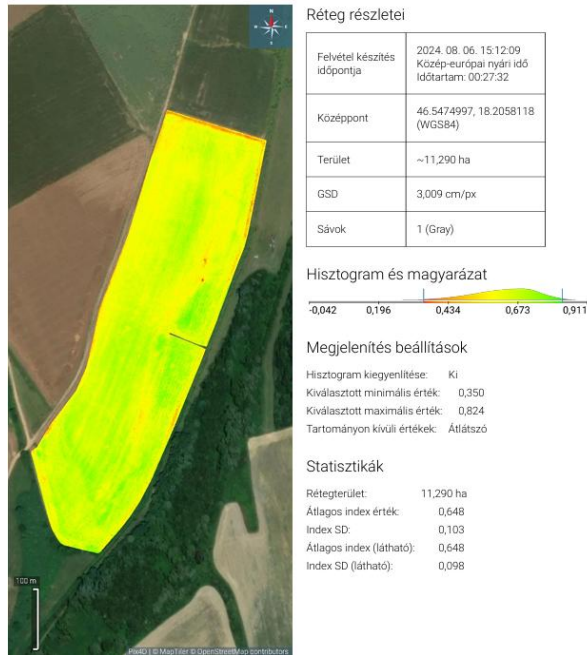 N
100 m
Pix4D | © MapTiler © OpenStreetMap contributors
Réteg részletei
Felvétel készítés
időpontja
2024. 08. 06. 15:12:09
Közép-európai nyári idő
Időtartam: 00:27:32
Középpont
46.5474997, 18.2058118
(WGS84)
Terület
~11,290 ha
GSD
3,009 cm/px
Sávok
1 (Gray)
Hisztogram és magyarázat
-0,042 0,196 0,434 0,673 0,911
Megjelenítés beállítások
Hisztogram kiegyenlítése: Ki
Kiválasztott minimális érték: 0,350
Kiválasztott maximális érték: 0,824
Tartományon kívüli értékek: Átlátszó
Statisztikák
Rétegterület: 11,290 ha
Átlagos index érték: 0,648
Index SD: 0,103
Átlagos index (látható): 0,648
Index SD (látható): 0,098